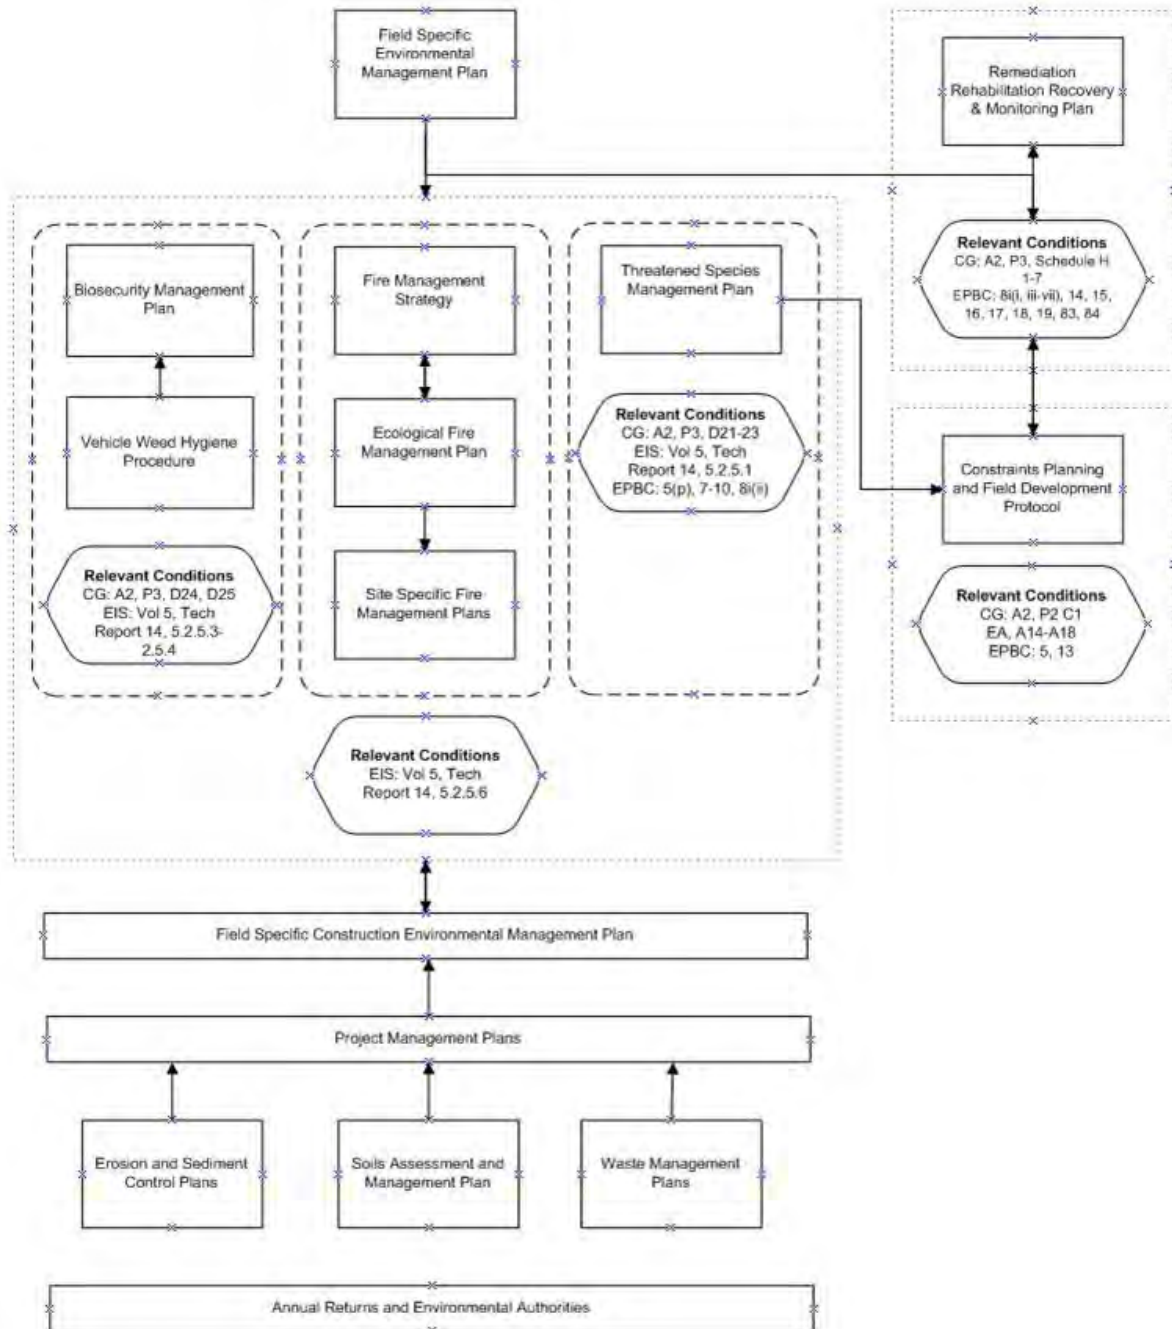 Field Specific
Environmental
Management Plan
Remediation
Rehabilitation Recovery
& Monitoring Plan
Relevant Conditions
CG: A2, P3, Schedule H
1-7
EPBC: 8i(i, iii-vii), 14, 15,
16, 17, 18, 19, 83, 84
Biosecurity Management
Plan
Vehicle Weed Hygiene
Procedure
Relevant Conditions
CG: A2, P3, D24, D25
EIS: Vol 5, Tech
Report 14, 5.2.5.3-
2.5.4
Fire Management
Strategy
Ecological Fire
Management Plan
Site Specific Fire
Management Plans
Threatened Species
Management Plan
Relevant Conditions
CG: A2, P3, D21-23
EIS: Vol 5, Tech
Report 14, 5.2.5.1
EPBC: 5(p), 7-10, 8i(ii)
Constraints Planning
and Field Development
Protocol
Relevant Conditions
CG: A2, P2 C1
EA, A14-A18
EPBC: 5, 13
Relevant Conditions
EIS: Vol 5, Tech
Report 14, 5.2.5.6
Field Specific Construction Environmental Management Plan
Project Management Plans
Erosion and Sediment
Control Plans
Soils Assessment and
Management Plan
Waste Management
Plans
Annual Returns and Environmental Authorities